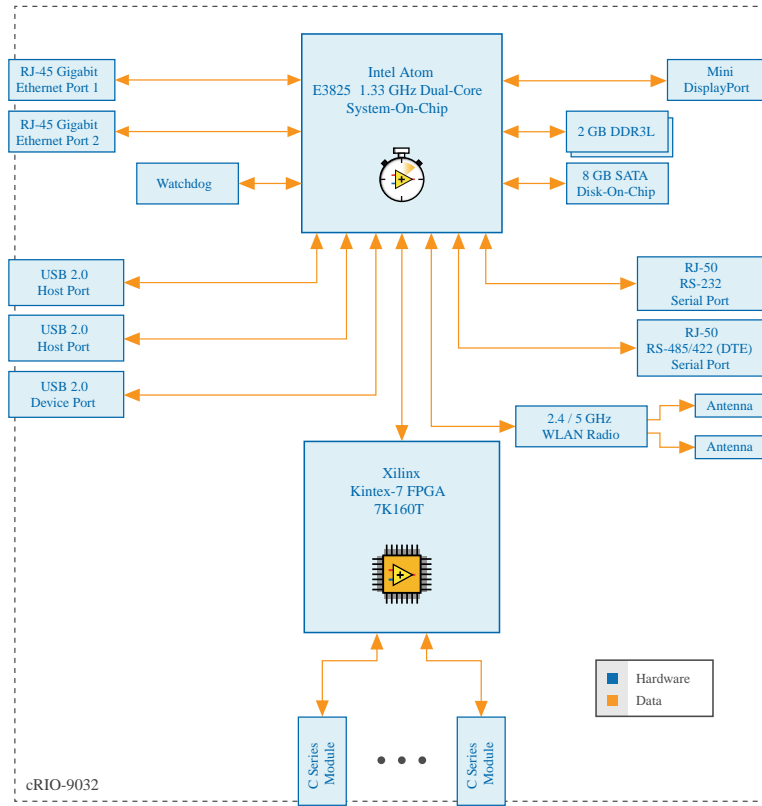 Intel Atom
E3825 1.33 GHz Dual-Core
System-On-Chip
RJ-45 Gigabit
Ethernet Port 1
RJ-45 Gigabit
Ethernet Port 2
Watchdog
Mini
DisplayPort
2 GB DDR3L
8 GB SATA
Disk-On-Chip
USB 2.0
Host Port
USB 2.0
Host Port
USB 2.0
Device Port
RJ-50
RS-232
Serial Port
RJ-50
RS-485/422 (DTE)
Serial Port
2.4 / 5 GHz
WLAN Radio
Antenna
Antenna
Xilinx
Kintex-7 FPGA
7K160T
C Series
Module
C Series
Module
Hardware
Data
cRIO-9032